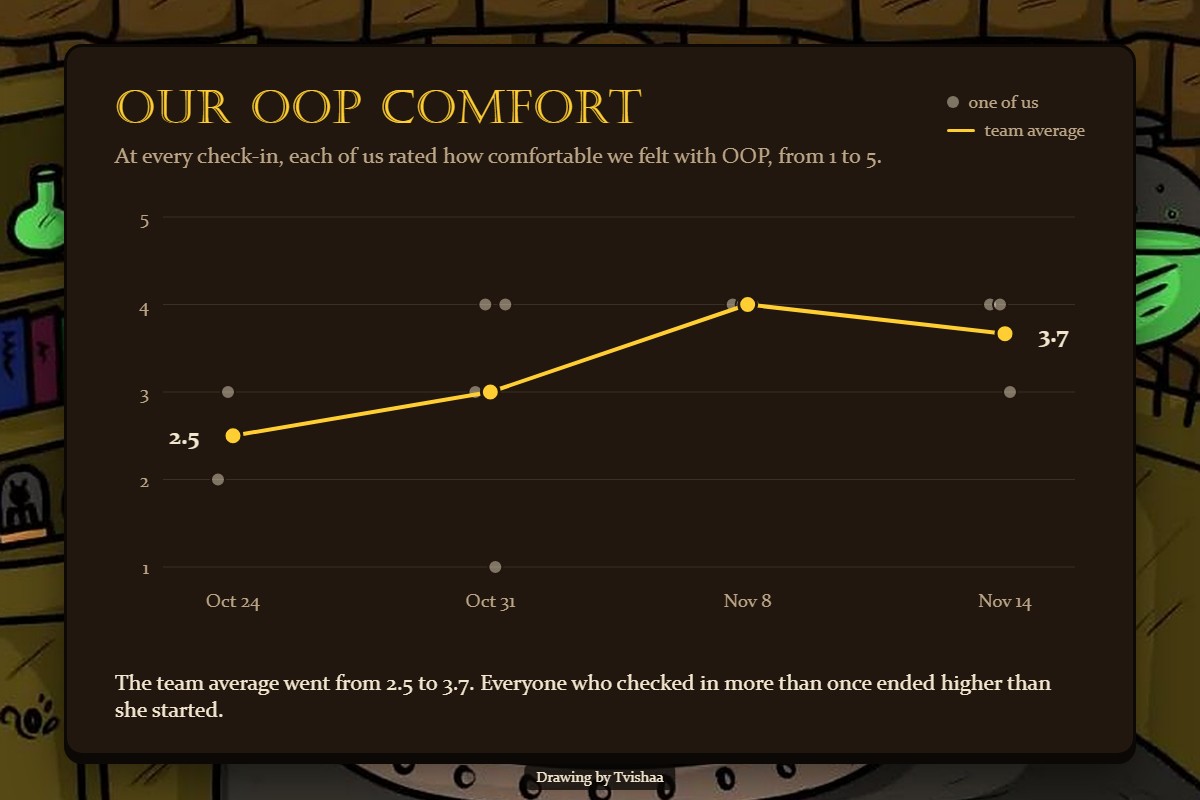 OUR OOP COMFORT
one of us
team average
At every check-in, each of us rated how comfortable we felt with OOP, from 1 to 5.
5
4
3
2
1
2.5
3.7
Oct 24
Oct 31
Nov 8
Nov 14
The team average went from 2.5 to 3.7. Everyone who checked in more than once ended higher than
she started.
Drawing by Tvishaa